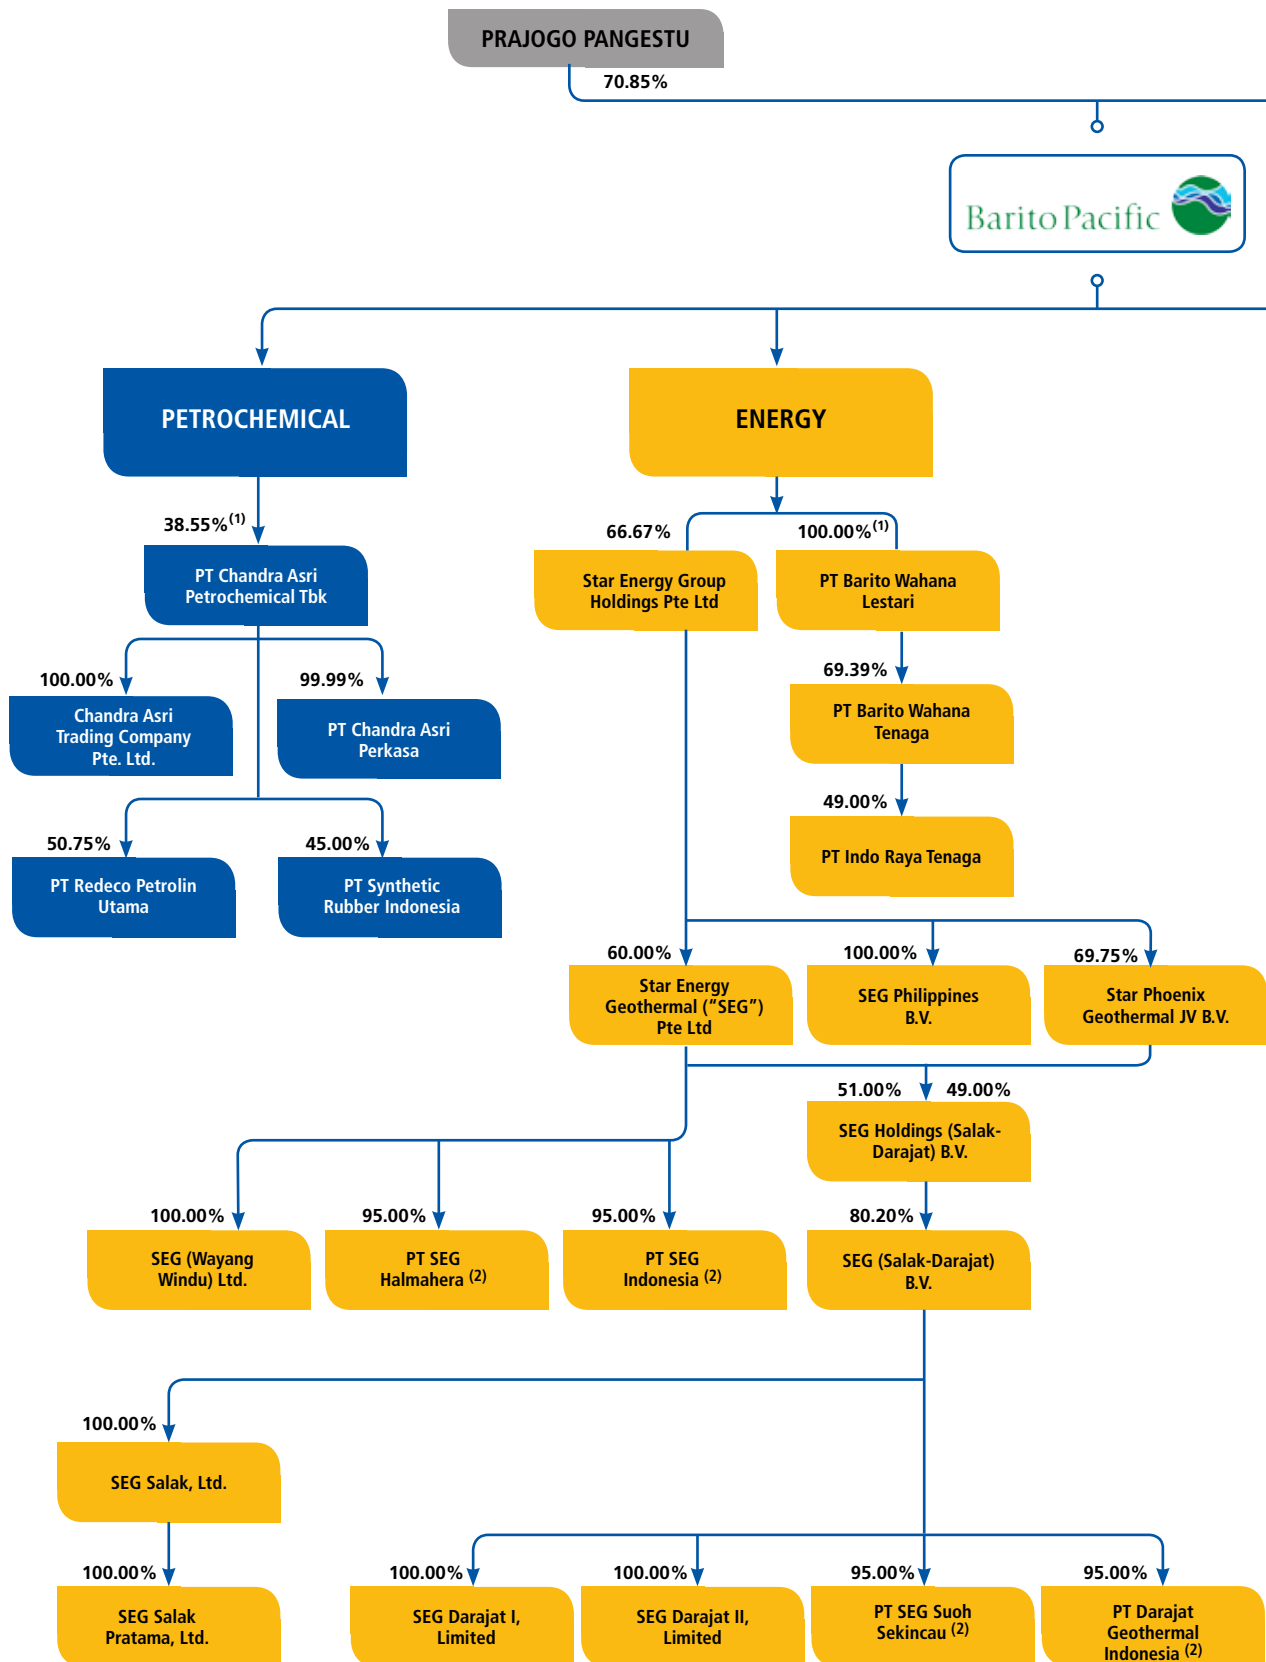 PRAJOGO PANGESTU
70.85%
Barito Pacific
PETROCHEMICAL
ENERGY
38.55%(1)
66.67%
100.00%(1)
PT Chandra Asri
Petrochemical Tbk
Star Energy Group
Holdings Pte Ltd
PT Barito Wahana
Lestari
100.00%
99.99%
69.39%
Chandra Asri
Trading Company
Pte. Ltd.
PT Chandra Asri
Perkasa
PT Barito Wahana
Tenaga
50.75%
45.00%
49.00%
PT Redeco Petrolin
Utama
PT Synthetic
Rubber Indonesia
PT Indo Raya Tenaga
60.00%
100.00%
69.75%
Star Energy
Geothermal (“SEG”)
Pte Ltd
SEG Philippines
B.V.
Star Phoenix
Geothermal JV B.V.
51.00%
49.00%
SEG Holdings (Salak-
Darajat) B.V.
100.00%
95.00%
95.00%
80.20%
SEG (Wayang
Windu) Ltd.
PT SEG
Halmahera (2)
PT SEG
Indonesia (2)
SEG (Salak-Darajat)
B.V.
100.00%
SEG Salak, Ltd.
100.00%
100.00%
100.00%
95.00%
95.00%
SEG Salak
Pratama, Ltd.
SEG Darajat I,
Limited
SEG Darajat II,
Limited
PT SEG Suoh
Sekincau (2)
PT Darajat
Geothermal
Indonesia (2)